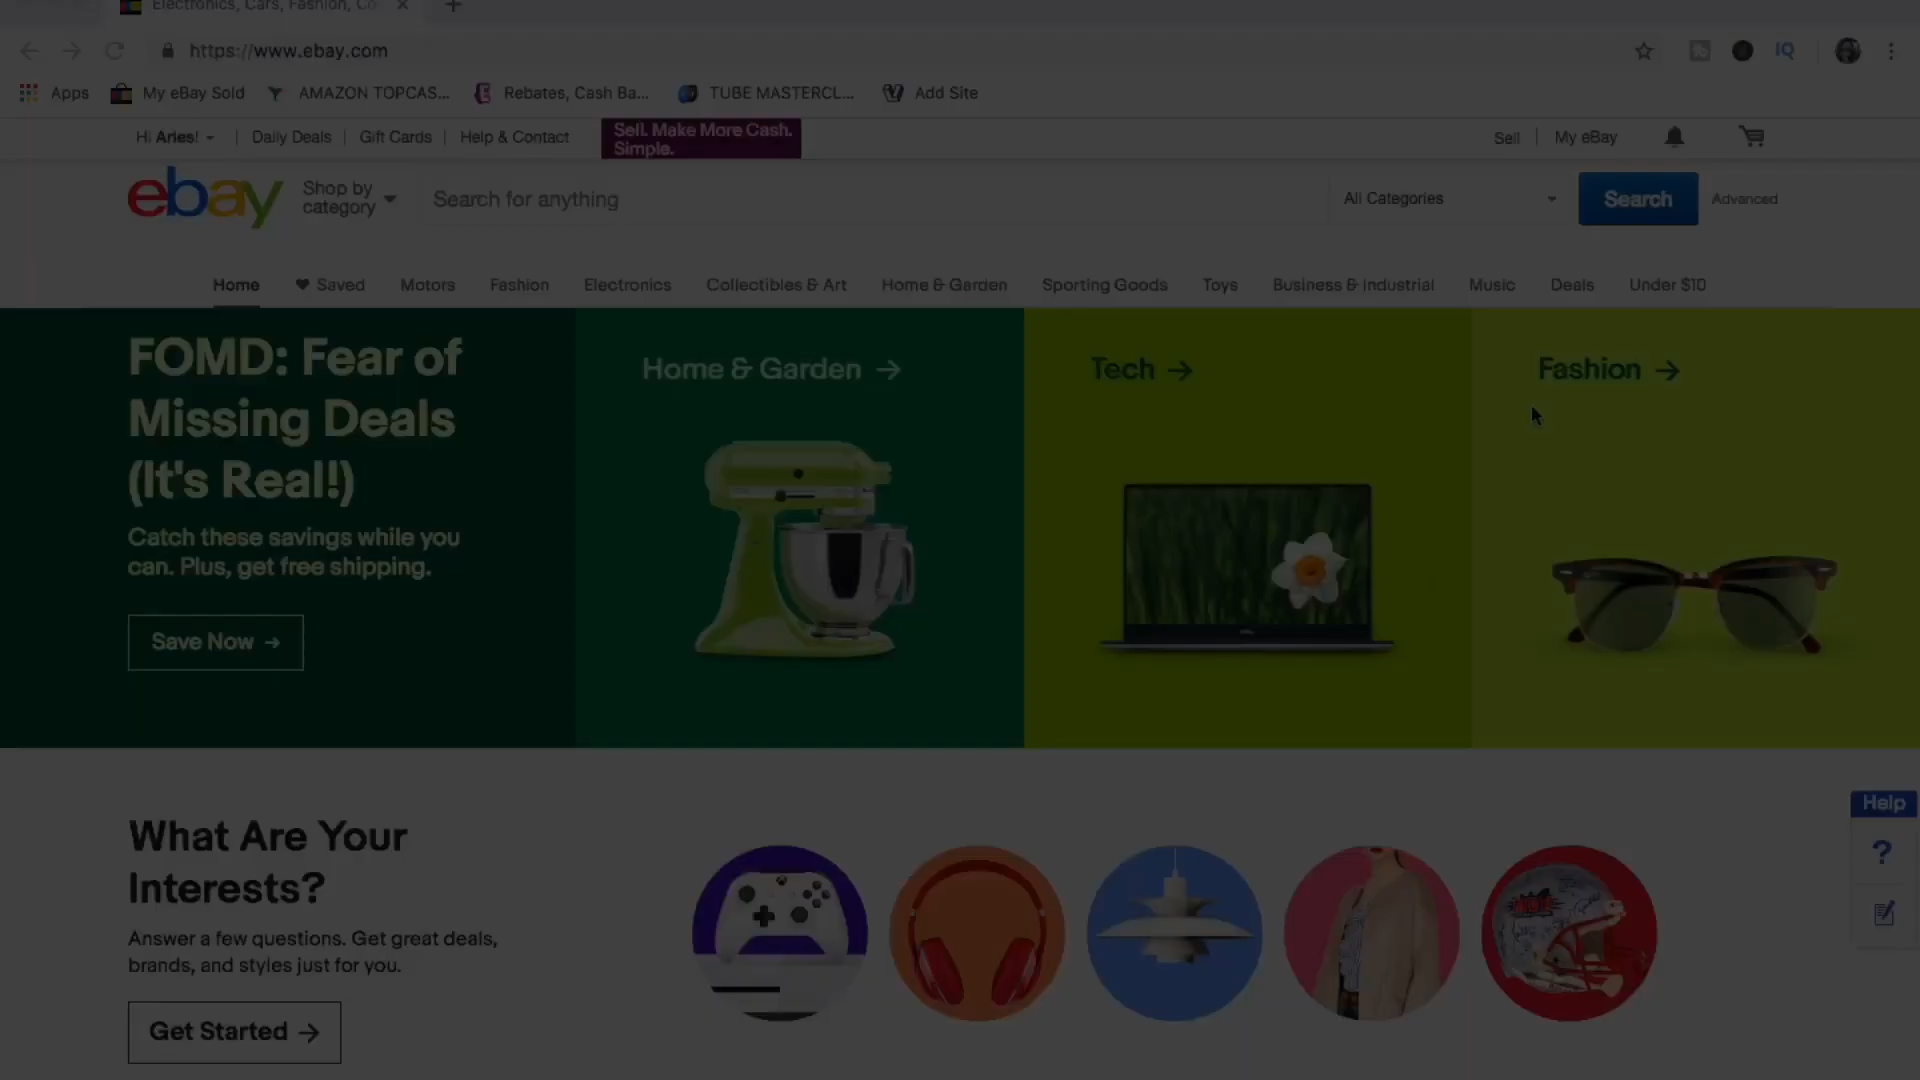 Electronics, Cars, Fashion, Co
https://www.ebay.com
IQ
Apps
My eBay Sold
AMAZON TOPCAS...
Rebates, Cash Ba...
TUBE MASTERCL...
Add Site
Hi Aries!
Daily Deals
Gift Cards
Help & Contact
Sell. Make More Cash.
Simple.
Sell
My eBay
ebay
Shop by
category
Search for anything
All Categories
Search
Advanced
Home
Saved
Motors
Fashion
Electronics
Collectibles & Art
Home & Garden
Sporting Goods
Toys
Business & Industrial
Music
Deals
Under $10
FOMD: Fear of
Missing Deals
(It's Real!)
Catch these savings while you
can. Plus, get free shipping.
Save Now →
Home & Garden →
Tech →
Fashion →
What Are Your
Interests?
Answer a few questions. Get great deals,
brands, and styles just for you.
Get Started →
Help
?